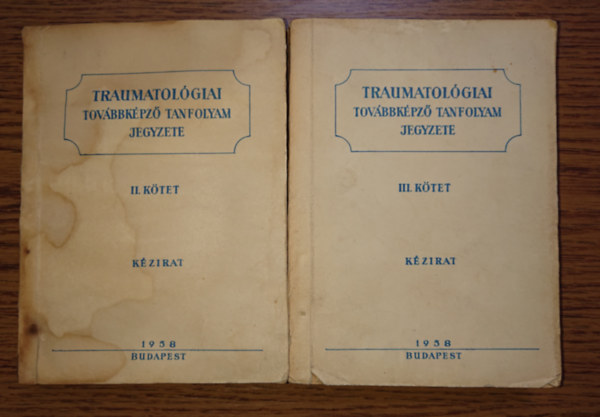 TRAUMATOLÓGIAI
TOVÁBBKÉPZŐ TANFOLYAM
JEGYZETE
II. KÖTET
KÉZIRAT
1958
BUDAPEST
TRAUMATOLÓGIAI
TOVÁBBKÉPZŐ TANFOLYAM
JEGYZETE
III. KÖTET
KÉZIRAT
1958
BUDAPEST